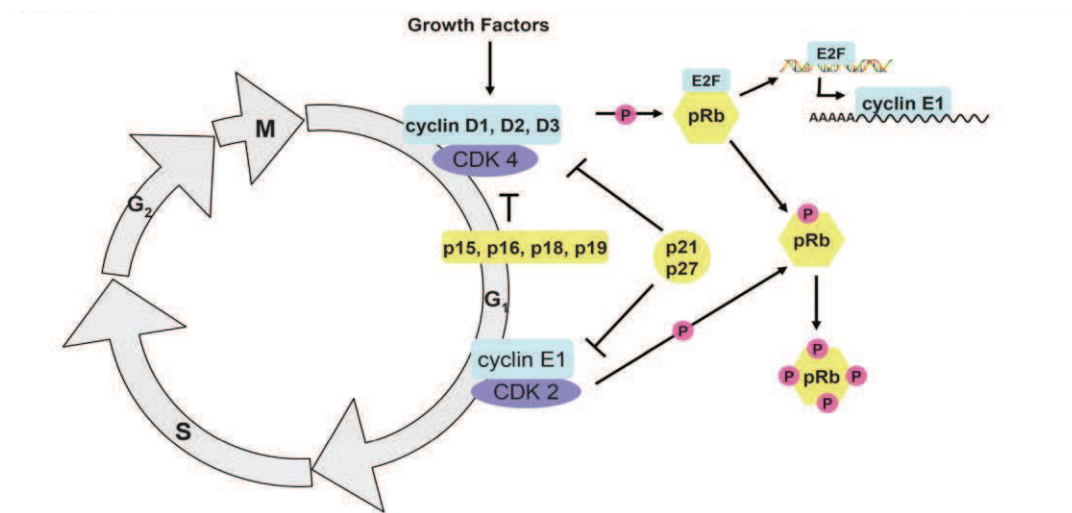 Growth Factors
E2F
E2F
M
cyclin D1, D2, D3
P
pRb
cyclin E1
AAAAA
CDK 4
G2
P
p15, p16, p18, p19
p21
p27
pRb
G1
P
cyclin E1
CDK 2
P
P
pRb
P
P
S